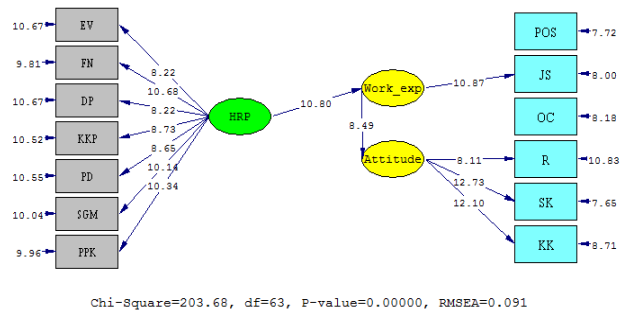 10.67 EV
9.81 FN
10.67 DP
10.52 KKP
10.55 PD
10.04 SGM
9.96 PPK
8.22
10.68
8.22
8.73
8.65
10.14
10.34
HRP
10.80
Work_exp
8.49
Attitude
10.87
8.11
12.73
12.10
POS 7.72
JS 8.00
OC 8.18
R 10.83
SK 7.65
KK 8.71
Chi-Square=203.68, df=63, P-value=0.00000, RMSEA=0.091